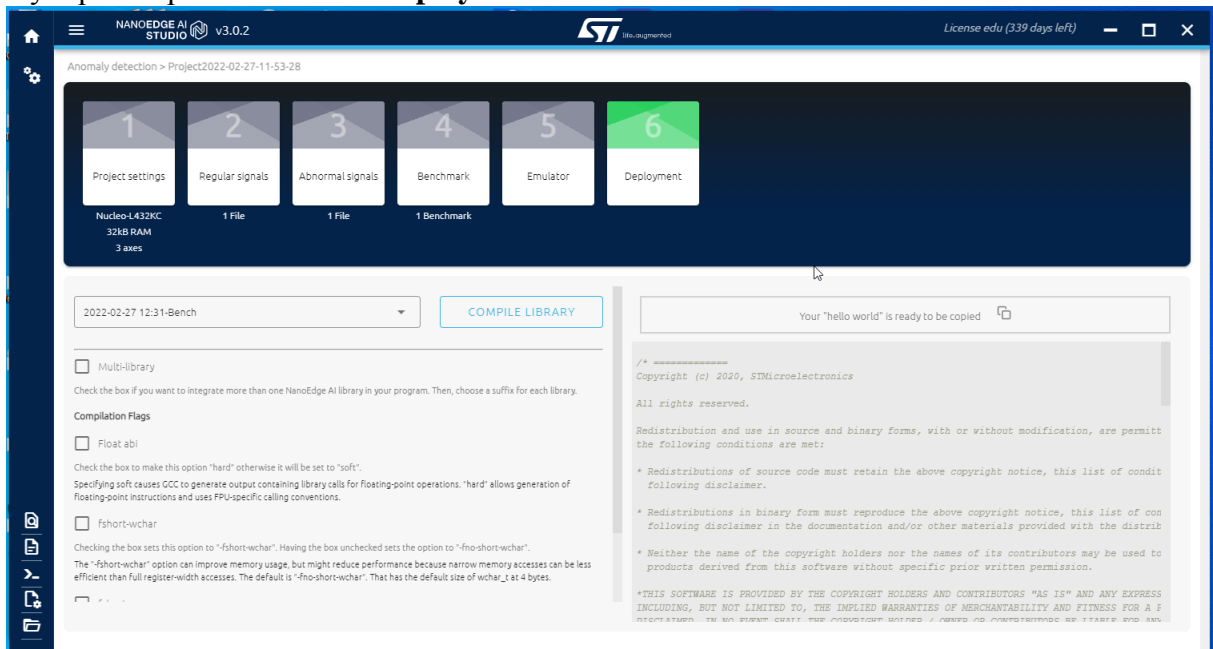 NANOEDGE AI
STUDIO v3.0.2
life.augmented
License edu (339 days left)
Anomaly detection > Project2022-02-27-11-53-28
1 2 3 4 5 6
Project settings Regular signals Abnormal signals Benchmark Emulator Deployment
Nucleo-L432KC 1 File 1 File 1 Benchmark
32kB RAM
3 axes
2022-02-27 12:31-Bench
COMPILE LIBRARY
Multi-library
Check the box if you want to integrate more than one NanoEdge AI library in your program. Then, choose a suffix for each library.
Compilation Flags
Float abi
Check the box to make this option "hard" otherwise it will be set to "soft".
Specifying soft causes GCC to generate output containing library calls for floating-point operations. "hard" allows generation of
floating-point instructions and uses FPU-specific calling conventions.
fshort-wchar
Checking the box sets this option to "-fshort-wchar". Having the box unchecked sets the option to "-fno-short-wchar".
The "-fshort-wchar" option can improve memory usage, but might reduce performance because narrow memory accesses can be less
efficient than full register-width accesses. The default is "-fno-short-wchar". That has the default size of wchar_t at 4 bytes.
Your "hello world" is ready to be copied
/* =============
Copyright (c) 2020, STMicroelectronics
All rights reserved.
Redistribution and use in source and binary forms, with or without modification, are permitt
the following conditions are met:
* Redistributions of source code must retain the above copyright notice, this list of condit
following disclaimer.
* Redistributions in binary form must reproduce the above copyright notice, this list of con
following disclaimer in the documentation and/or other materials provided with the distrib
* Neither the name of the copyright holders nor the names of its contributors may be used to
products derived from this software without specific prior written permission.
*THIS SOFTWARE IS PROVIDED BY THE COPYRIGHT HOLDERS AND CONTRIBUTORS "AS IS" AND ANY EXPRESS
INCLUDING, BUT NOT LIMITED TO, THE IMPLIED WARRANTIES OF MERCHANTABILITY AND FITNESS FOR A P
DISCLAIMED. IN NO EVENT SHALL THE COPYRIGHT HOLDER / OWNER OR CONTRIBUTORS BE LIABLE FOR ANY